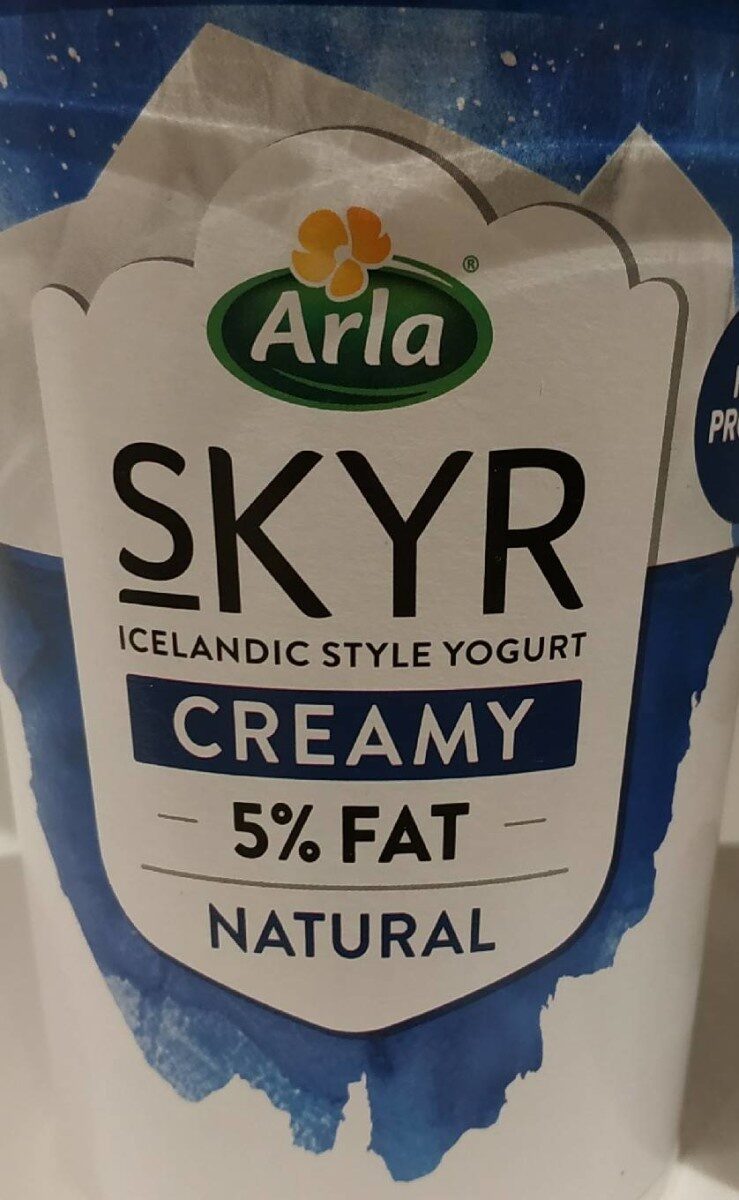 Arla ®
SKYR
ICELANDIC STYLE YOGURT
CREAMY
5% FAT
NATURAL